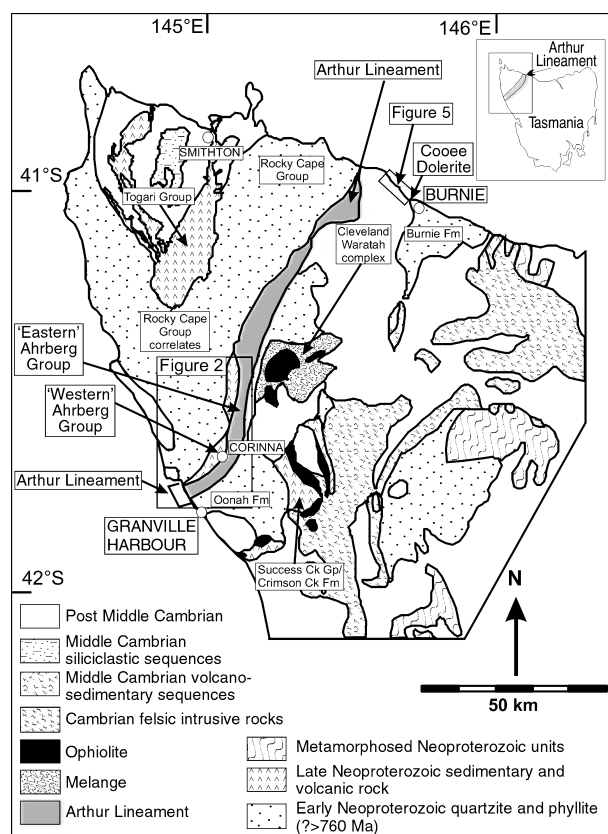 145°E
146°E
Arthur
Lineament
Tasmania
Arthur Lineament
Figure 5
Cooee
Dolerite
SMITHTON
Rocky Cape
Group
41°S
BURNIE
Togari Group
Cleveland
Waratah
complex
Burnie Fm
Rocky Cape
Group
correlates
'Eastern'
Ahrberg
Group
Figure 2
'Western'
Ahrberg
Group
CORINNA
Arthur Lineament
Oonah Fm
GRANVILLE
HARBOUR
Success Ck Gp/
Crimson Ck Fm
42°S
N
50 km
Post Middle Cambrian
Middle Cambrian
siliciclastic sequences
Middle Cambrian volcano-
sedimentary sequences
Cambrian felsic intrusive rocks
Ophiolite
Melange
Arthur Lineament
Metamorphosed Neoproterozoic units
Late Neoproterozoic sedimentary and
volcanic rock
Early Neoproterozoic quartzite and phyllite
(?>760 Ma)